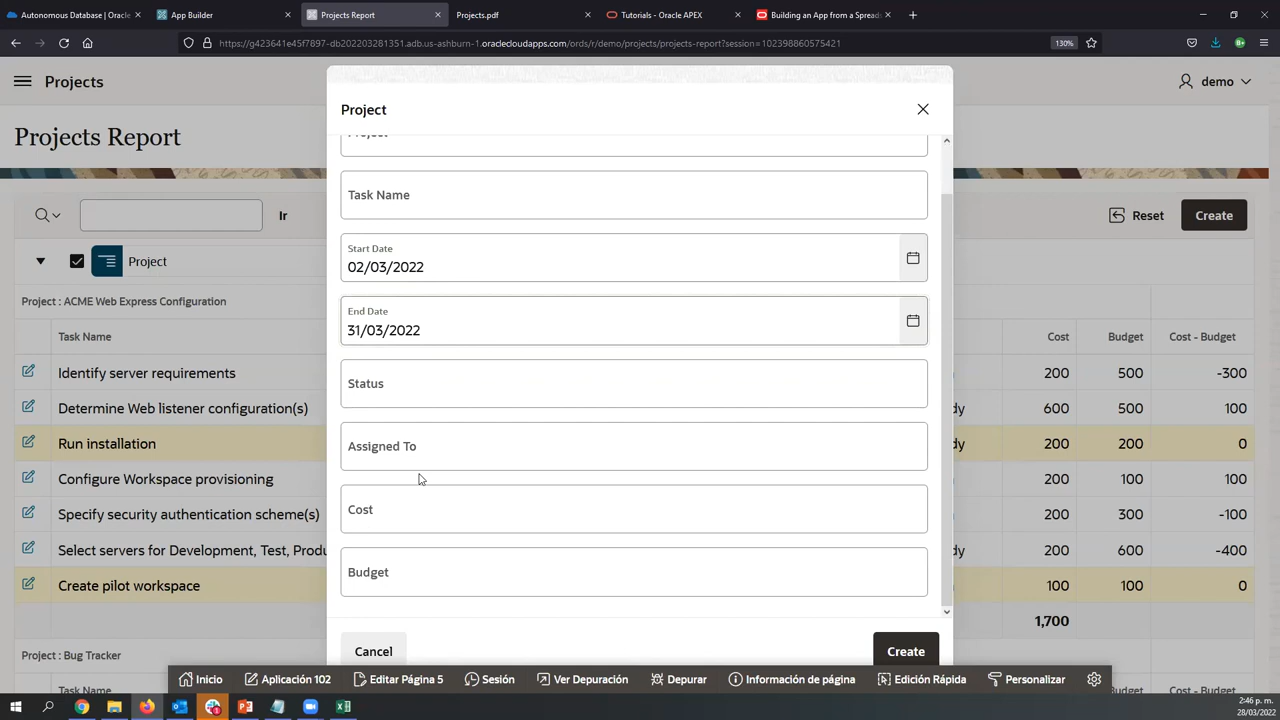 Autonomous Database | Oracle
App Builder
Projects Report
Projects.pdf
Tutorials - Oracle APEX
Building an App from a Spreads
https://g423641e45f7897-db202203281351.adb.us-ashburn-1.oraclecloudapps.com/ords/r/demo/projects/projects-report?session=102398860575421
130%
Projects
demo
Projects Report
Project
Project
Task Name
Start Date
02/03/2022
End Date
31/03/2022
Status
Assigned To
Cost
Budget
Cancel
Create
Ir
Reset
Create
Project
Project : ACME Web Express Configuration
Task Name
Cost
Budget
Cost - Budget
Identify server requirements
200
500
-300
Determine Web listener configuration(s)
dy
600
500
100
Run installation
200
200
0
Configure Workspace provisioning
200
100
100
Specify security authentication scheme(s)
200
300
-100
Select servers for Development, Test, Produ
dy
200
600
-400
Create pilot workspace
100
100
0
1,700
Project : Bug Tracker
Task Name
Inicio
Aplicación 102
Editar Página 5
Sesión
Ver Depuración
Depurar
Información de página
Edición Rápida
Personalizar
2:46 p. m.
28/03/2022